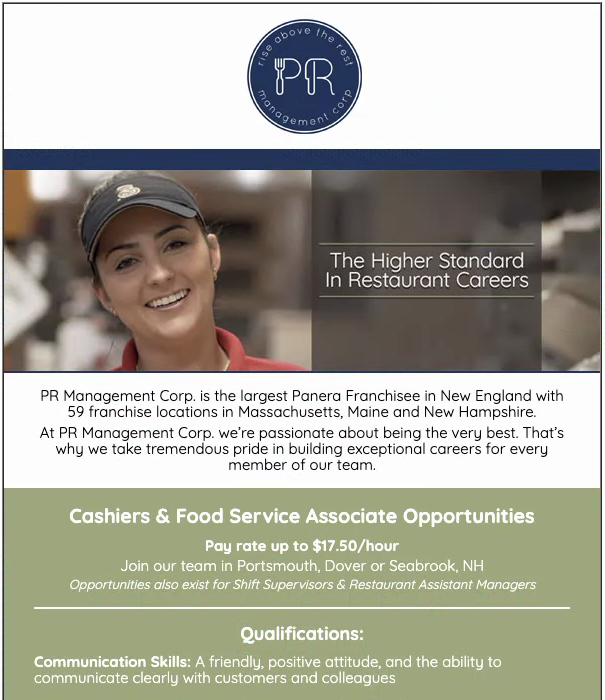 rise above the rest
PR
management corp
The Higher Standard
In Restaurant Careers
PR Management Corp. is the largest Panera Franchisee in New England with
59 franchise locations in Massachusetts, Maine and New Hampshire.
At PR Management Corp. we’re passionate about being the very best. That’s
why we take tremendous pride in building exceptional careers for every
member of our team.
Cashiers & Food Service Associate Opportunities
Pay rate up to $17.50/hour
Join our team in Portsmouth, Dover or Seabrook, NH
Opportunities also exist for Shift Supervisors & Restaurant Assistant Managers
Qualifications:
Communication Skills: A friendly, positive attitude, and the ability to
communicate clearly with customers and colleagues